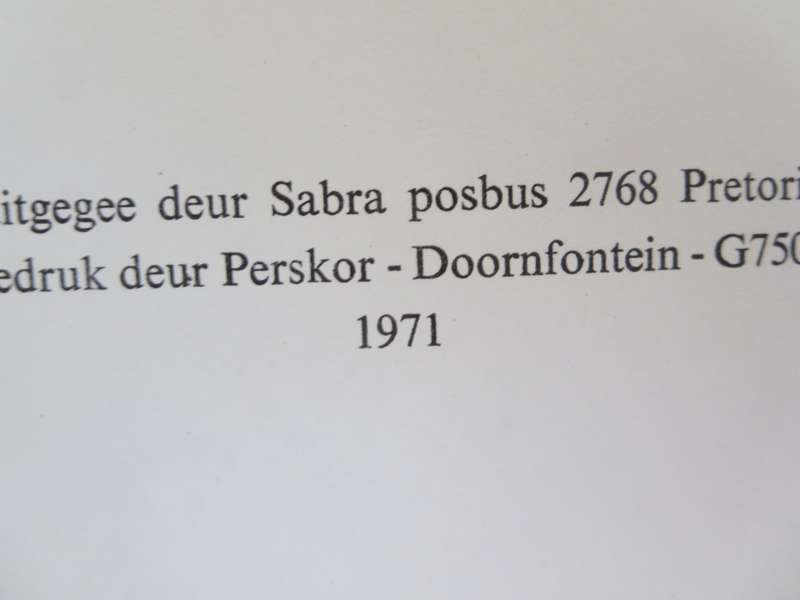 itgegee deur Sabra posbus 2768 Pretori
edruk deur Perskor - Doornfontein - G750
1971